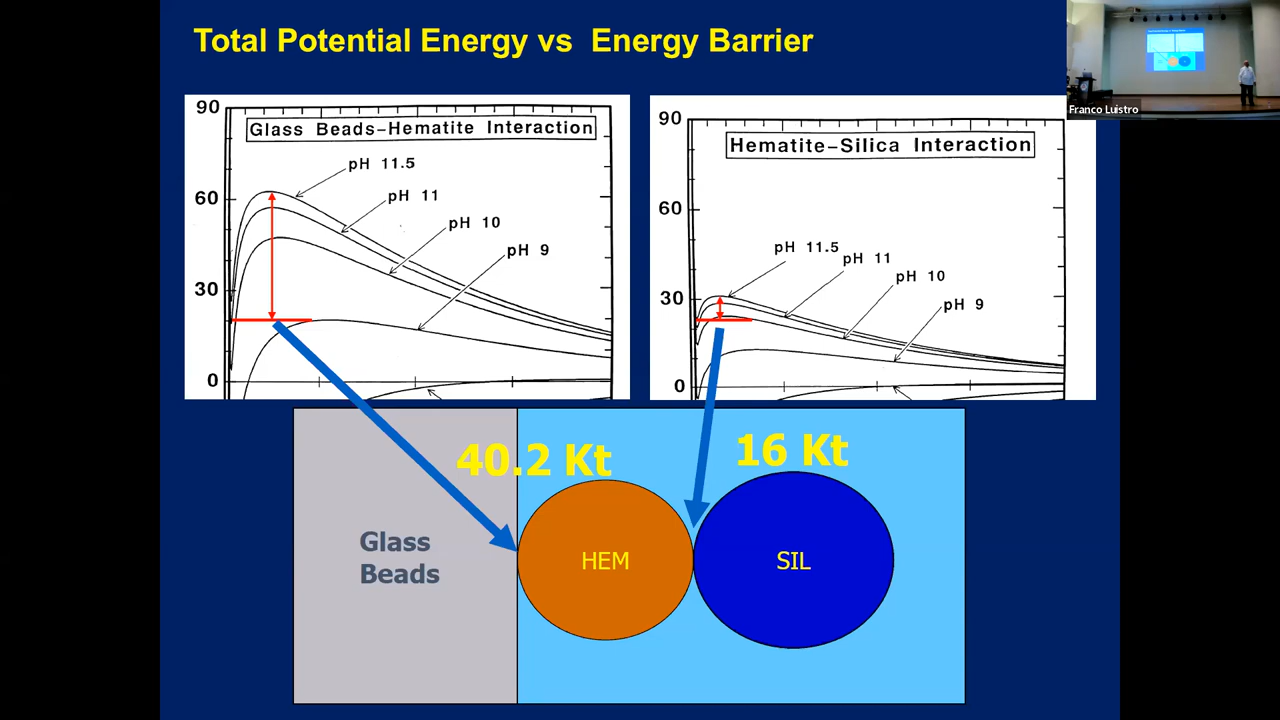 Total Potential Energy vs Energy Barrier
Franco Luistro
90
Glass Beads-Hematite Interaction
pH 11.5
pH 11
pH 10
pH 9
60
30
0
90
Hematite-Silica Interaction
pH 11.5
pH 11
pH 10
pH 9
60
30
0
40.2 Kt
16 Kt
Glass
Beads
HEM
SIL